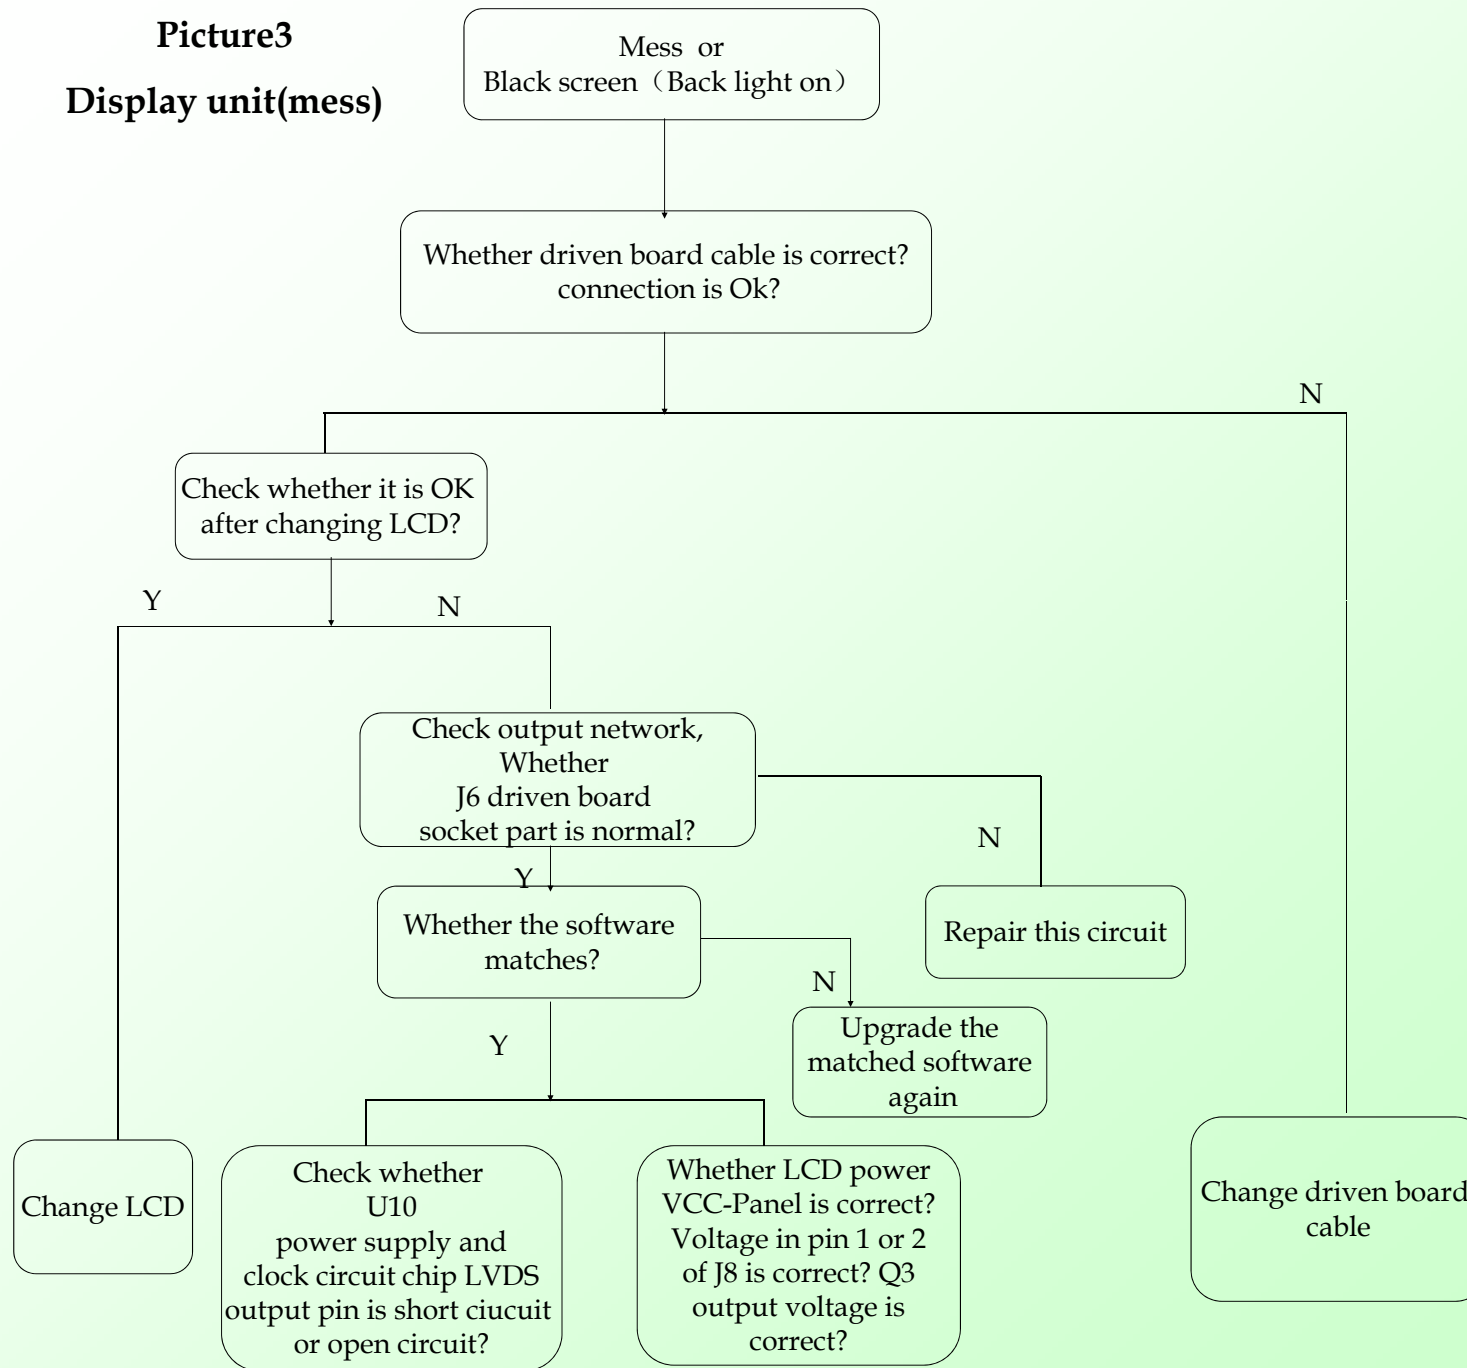 Picture3
Display unit(mess)
Mess or
Black screen（Back light on）
Whether driven board cable is correct?
connection is Ok?
N
Check whether it is OK
after changing LCD?
Y
N
Check output network,
Whether
J6 driven board
socket part is normal?
N
Y
Whether the software
matches?
Repair this circuit
N
Y
Upgrade the
matched software
again
Change LCD
Check whether
U10
power supply and
clock circuit chip LVDS
output pin is short ciucuit
or open circuit?
Whether LCD power
VCC-Panel is correct?
Voltage in pin 1 or 2
of J8 is correct? Q3
output voltage is
correct?
Change driven board
cable